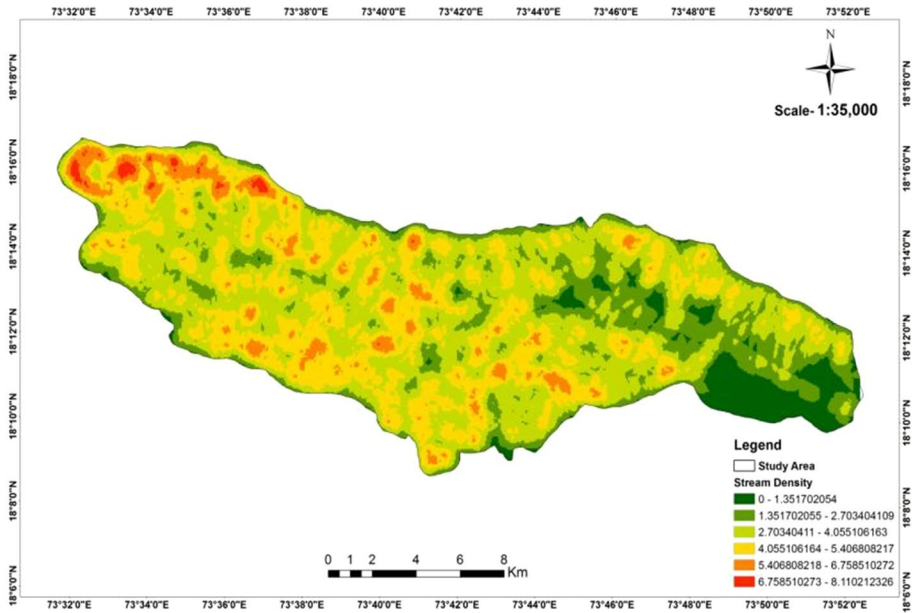 73°32'0"E 73°34'0"E 73°36'0"E 73°38'0"E 73°40'0"E 73°42'0"E 73°44'0"E 73°46'0"E 73°48'0"E 73°50'0"E 73°52'0"E
N
Scale- 1:35,000
18°18'0"N 18°18'0"N
18°16'0"N 18°16'0"N
18°14'0"N 18°14'0"N
18°12'0"N 18°12'0"N
18°10'0"N 18°10'0"N
18°8'0"N 18°8'0"N
18°6'0"N 18°6'0"N
Legend
Study Area
Stream Density
0 - 1.351702054
1.351702055 - 2.703404109
2.70340411 - 4.055106163
4.055106164 - 5.406808217
5.406808218 - 6.758510272
6.758510273 - 8.110212326
0 1 2 4 6 8
Km
73°32'0"E 73°34'0"E 73°36'0"E 73°38'0"E 73°40'0"E 73°42'0"E 73°44'0"E 73°46'0"E 73°48'0"E 73°50'0"E 73°52'0"E